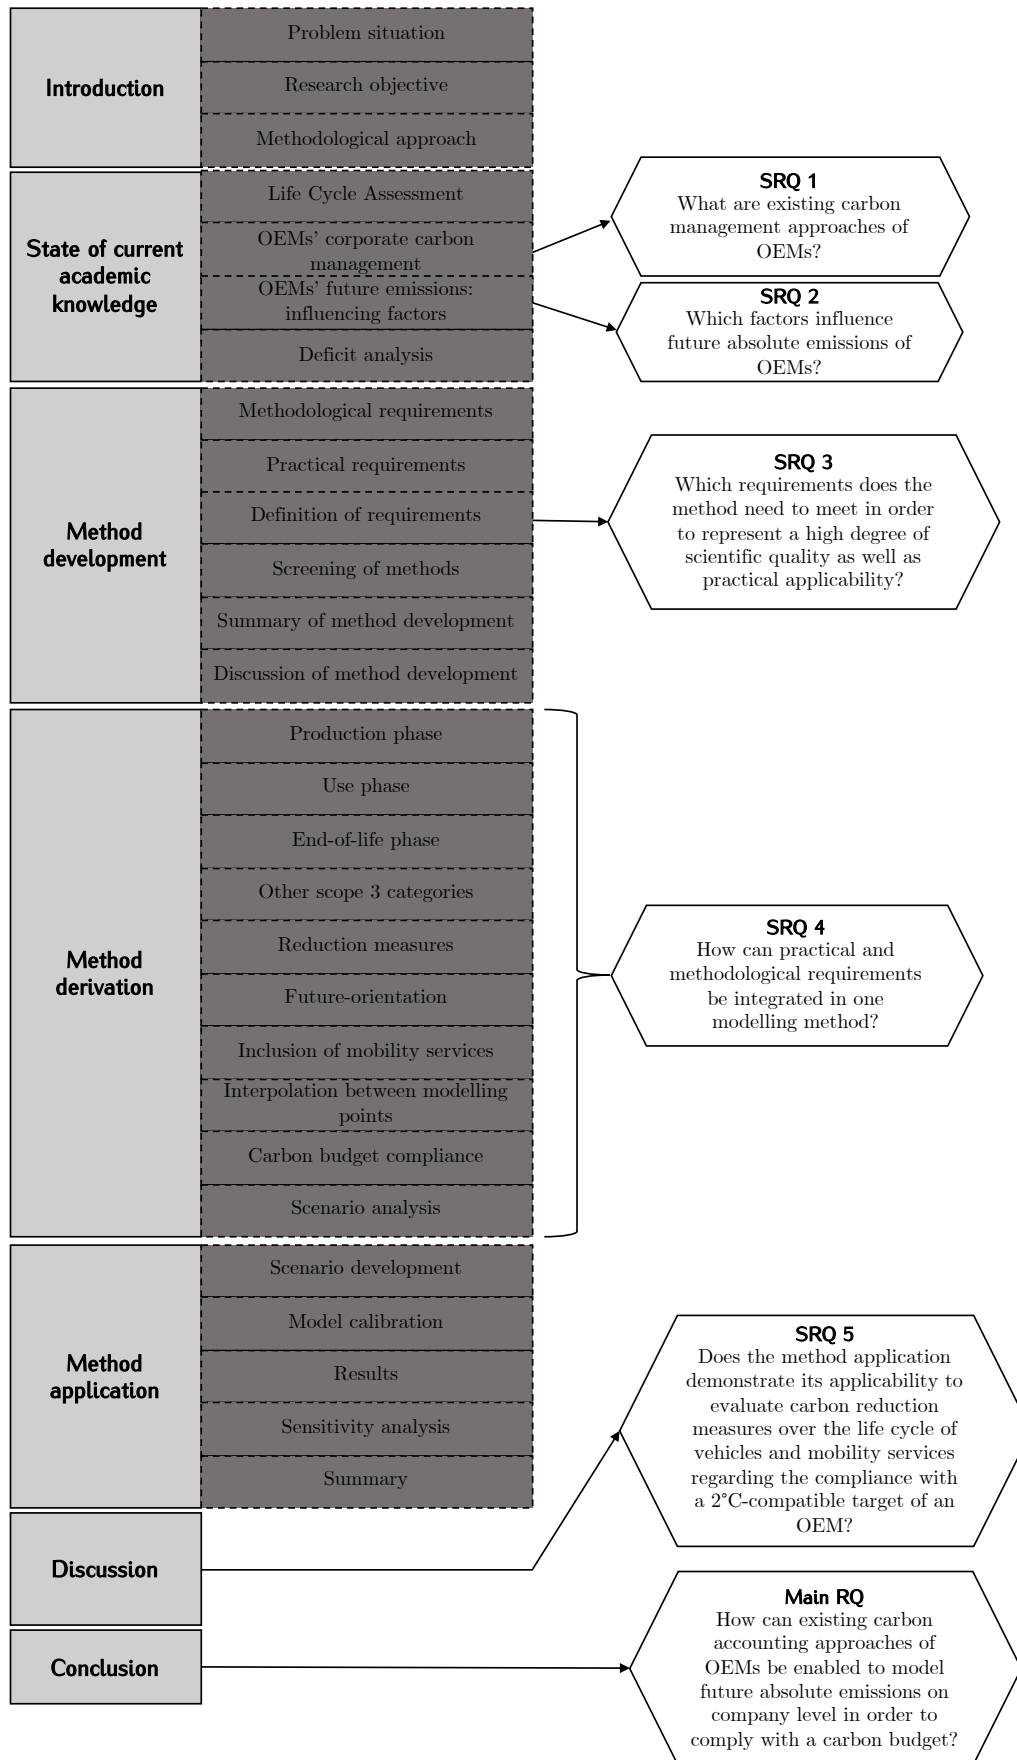 Introduction
Problem situation
Research objective
Methodological approach
State of current
academic
knowledge
Life Cycle Assessment
OEMs' corporate carbon
management
OEMs' future emissions:
influencing factors
Deficit analysis
SRQ 1
What are existing carbon
management approaches of
OEMs?
SRQ 2
Which factors influence
future absolute emissions of
OEMs?
Method
development
Methodological requirements
Practical requirements
Definition of requirements
Screening of methods
Summary of method development
Discussion of method development
SRQ 3
Which requirements does the
method need to meet in order
to represent a high degree of
scientific quality as well as
practical applicability?
Method
derivation
Production phase
Use phase
End-of-life phase
Other scope 3 categories
Reduction measures
Future-orientation
Inclusion of mobility services
Interpolation between modelling
points
Carbon budget compliance
Scenario analysis
SRQ 4
How can practical and
methodological requirements
be integrated in one
modelling method?
Method
application
Scenario development
Model calibration
Results
Sensitivity analysis
Summary
Discussion
SRQ 5
Does the method application
demonstrate its applicability to
evaluate carbon reduction
measures over the life cycle of
vehicles and mobility services
regarding the compliance with
a 2°C-compatible target of an
OEM?
Conclusion
Main RQ
How can existing carbon
accounting approaches of
OEMs be enabled to model
future absolute emissions on
company level in order to
comply with a carbon budget?